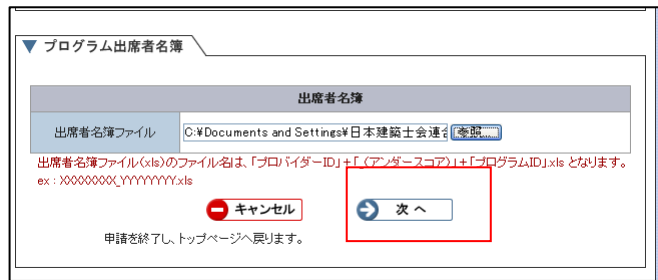 ▼ プログラム出席者名簿
出席者名簿
出席者名簿ファイル C:¥Documents and Settings¥日本建築士会連合 参照...
出席者名簿ファイル(xls)のファイル名は、「プロバイダーID」+「_(アンダースコア)」+「プログラムID」.xls となります。
ex : XXXXXXXX_YYYYYYYY.xls
キャンセル 次 へ
申請を終了し、トップページへ戻ります。